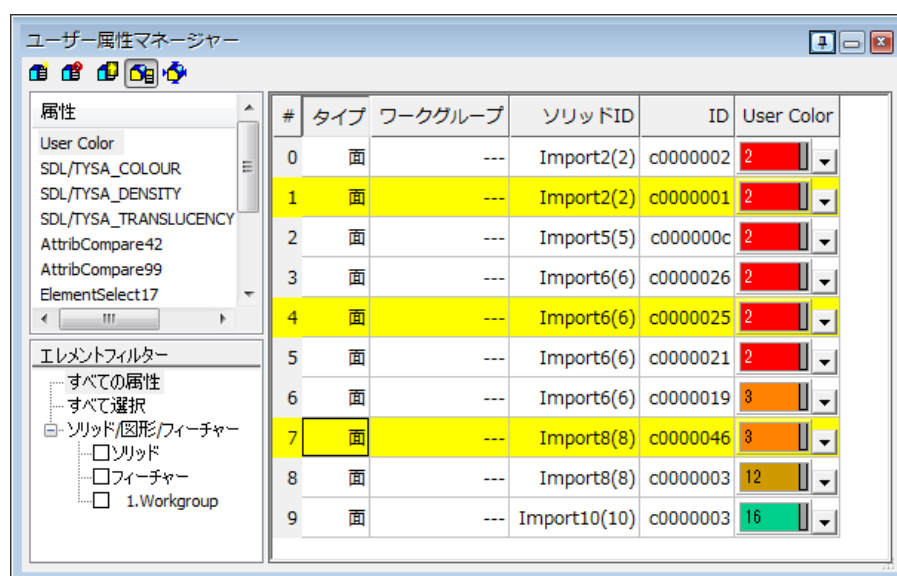 ユーザー属性マネージャー
属性
User Color
SDL/TYSA_COLOUR
SDL/TYSA_DENSITY
SDL/TYSA_TRANSLUCENCY
AttribCompare42
AttribCompare99
ElementSelect17
エレメントフィルター
すべての属性
すべて選択
ソリッド/図形/フィーチャー
ソリッド
フィーチャー
1.Workgroup
# タイプ ワークグループ ソリッドID ID User Color
0 面 --- Import2(2) c0000002 2
1 面 --- Import2(2) c0000001 2
2 面 --- Import5(5) c000000c 2
3 面 --- Import6(6) c0000026 2
4 面 --- Import6(6) c0000025 2
5 面 --- Import6(6) c0000021 2
6 面 --- Import6(6) c0000019 3
7 面 --- Import8(8) c0000046 3
8 面 --- Import8(8) c0000003 12
9 面 --- Import10(10) c0000003 16